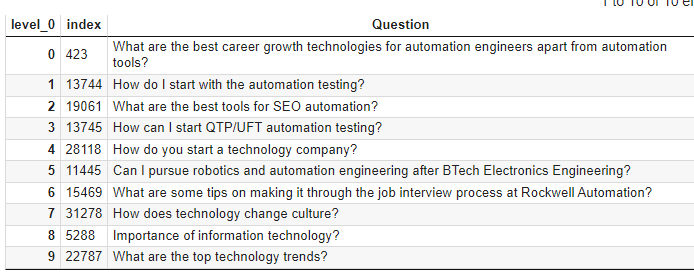 1 to 10 of 10 
level_0 index Question
0 423 What are the best career growth technologies for automation engineers apart from automation
tools?
1 13744 How do I start with the automation testing?
2 19061 What are the best tools for SEO automation?
3 13745 How can I start QTP/UFT automation testing?
4 28118 How do you start a technology company?
5 11445 Can I pursue robotics and automation engineering after BTech Electronics Engineering?
6 15469 What are some tips on making it through the job interview process at Rockwell Automation?
7 31278 How does technology change culture?
8 5288 Importance of information technology?
9 22787 What are the top technology trends?